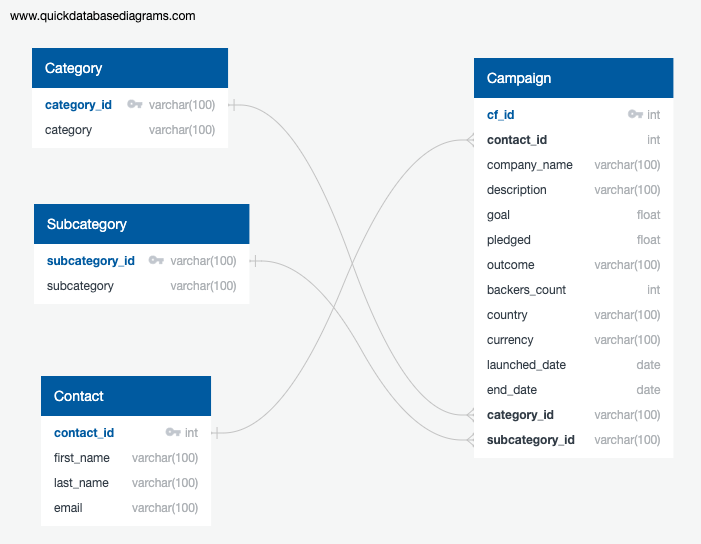 www.quickdatabasediagrams.com
Category
category_id varchar(100)
category varchar(100)
Subcategory
subcategory_id varchar(100)
subcategory varchar(100)
Contact
contact_id int
first_name varchar(100)
last_name varchar(100)
email varchar(100)
Campaign
cf_id int
contact_id int
company_name varchar(100)
description varchar(100)
goal float
pledged float
outcome varchar(100)
backers_count int
country varchar(100)
currency varchar(100)
launched_date date
end_date date
category_id varchar(100)
subcategory_id varchar(100)